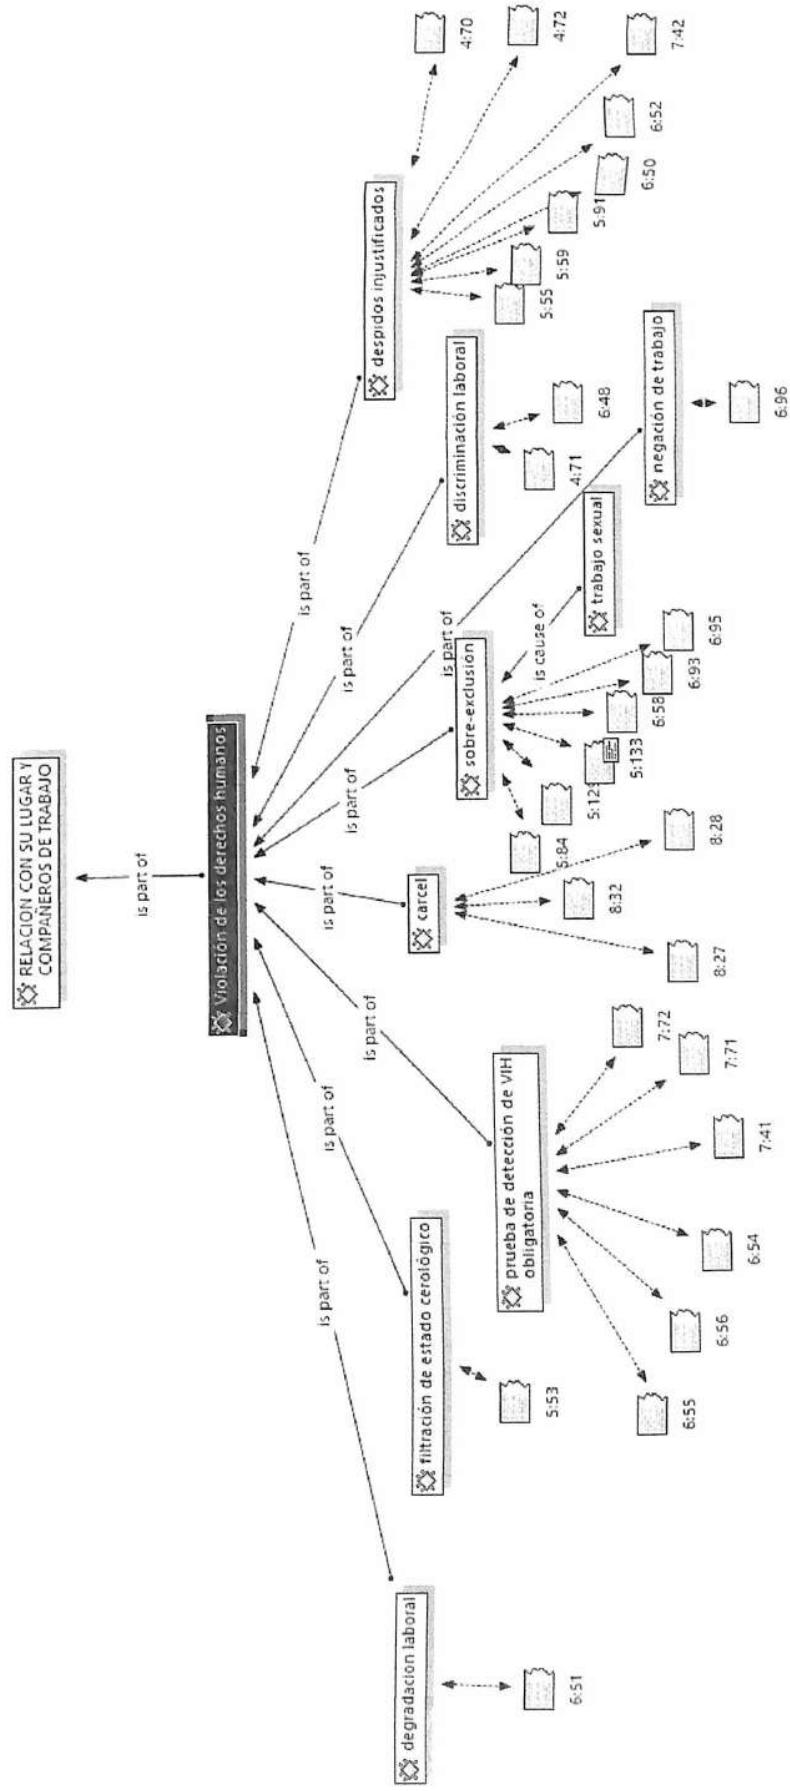 RELACION CON SU LUGAR Y
COMPAÑEROS DE TRABAJO
is part of
Violación de los derechos humanos
is part of
is part of
is part of
is part of
is part of
is part of
is part of
is part of
degradacion laboral
6:51
filtración de estado cerológico
5:53
prueba de detección de VIH
obligatoria
6:55
6:56
6:54
7:41
7:71
7:72
carcel
8:27
8:32
8:28
sobre-exclusión
5:84
5:12
5:133
6:58
6:93
6:95
is cause of
trabajo sexual
discriminación laboral
4:71
6:48
negación de trabajo
6:96
despidos injustificados
5:55
5:59
5:91
6:50
6:52
7:42
4:72
4:70